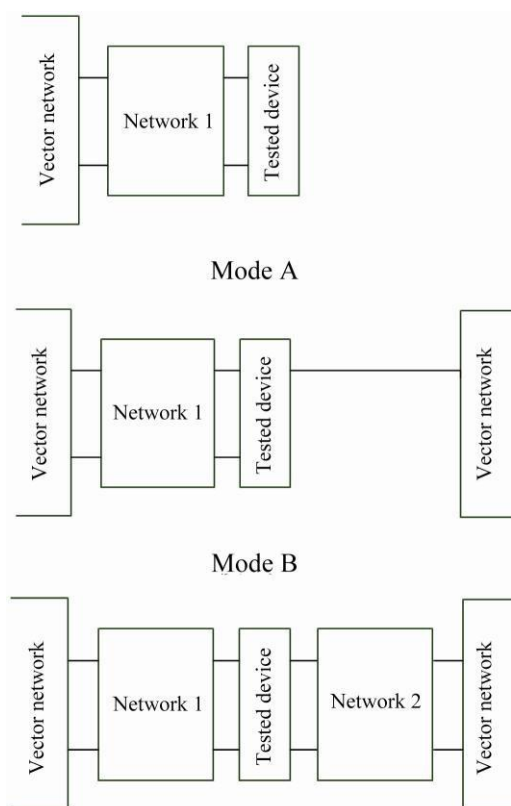 Vector network
Network 1
Tested device
Mode A
Vector network
Network 1
Tested device
Vector network
Mode B
Vector network
Network 1
Tested device
Network 2
Vector network